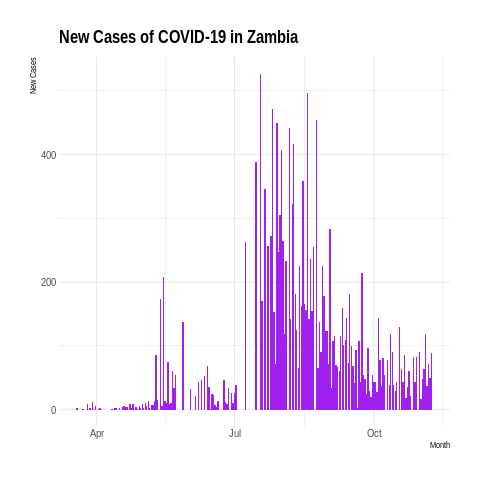 New Cases of COVID-19 in Zambia
New Cases
400
200
0
Apr Jul Oct
Month